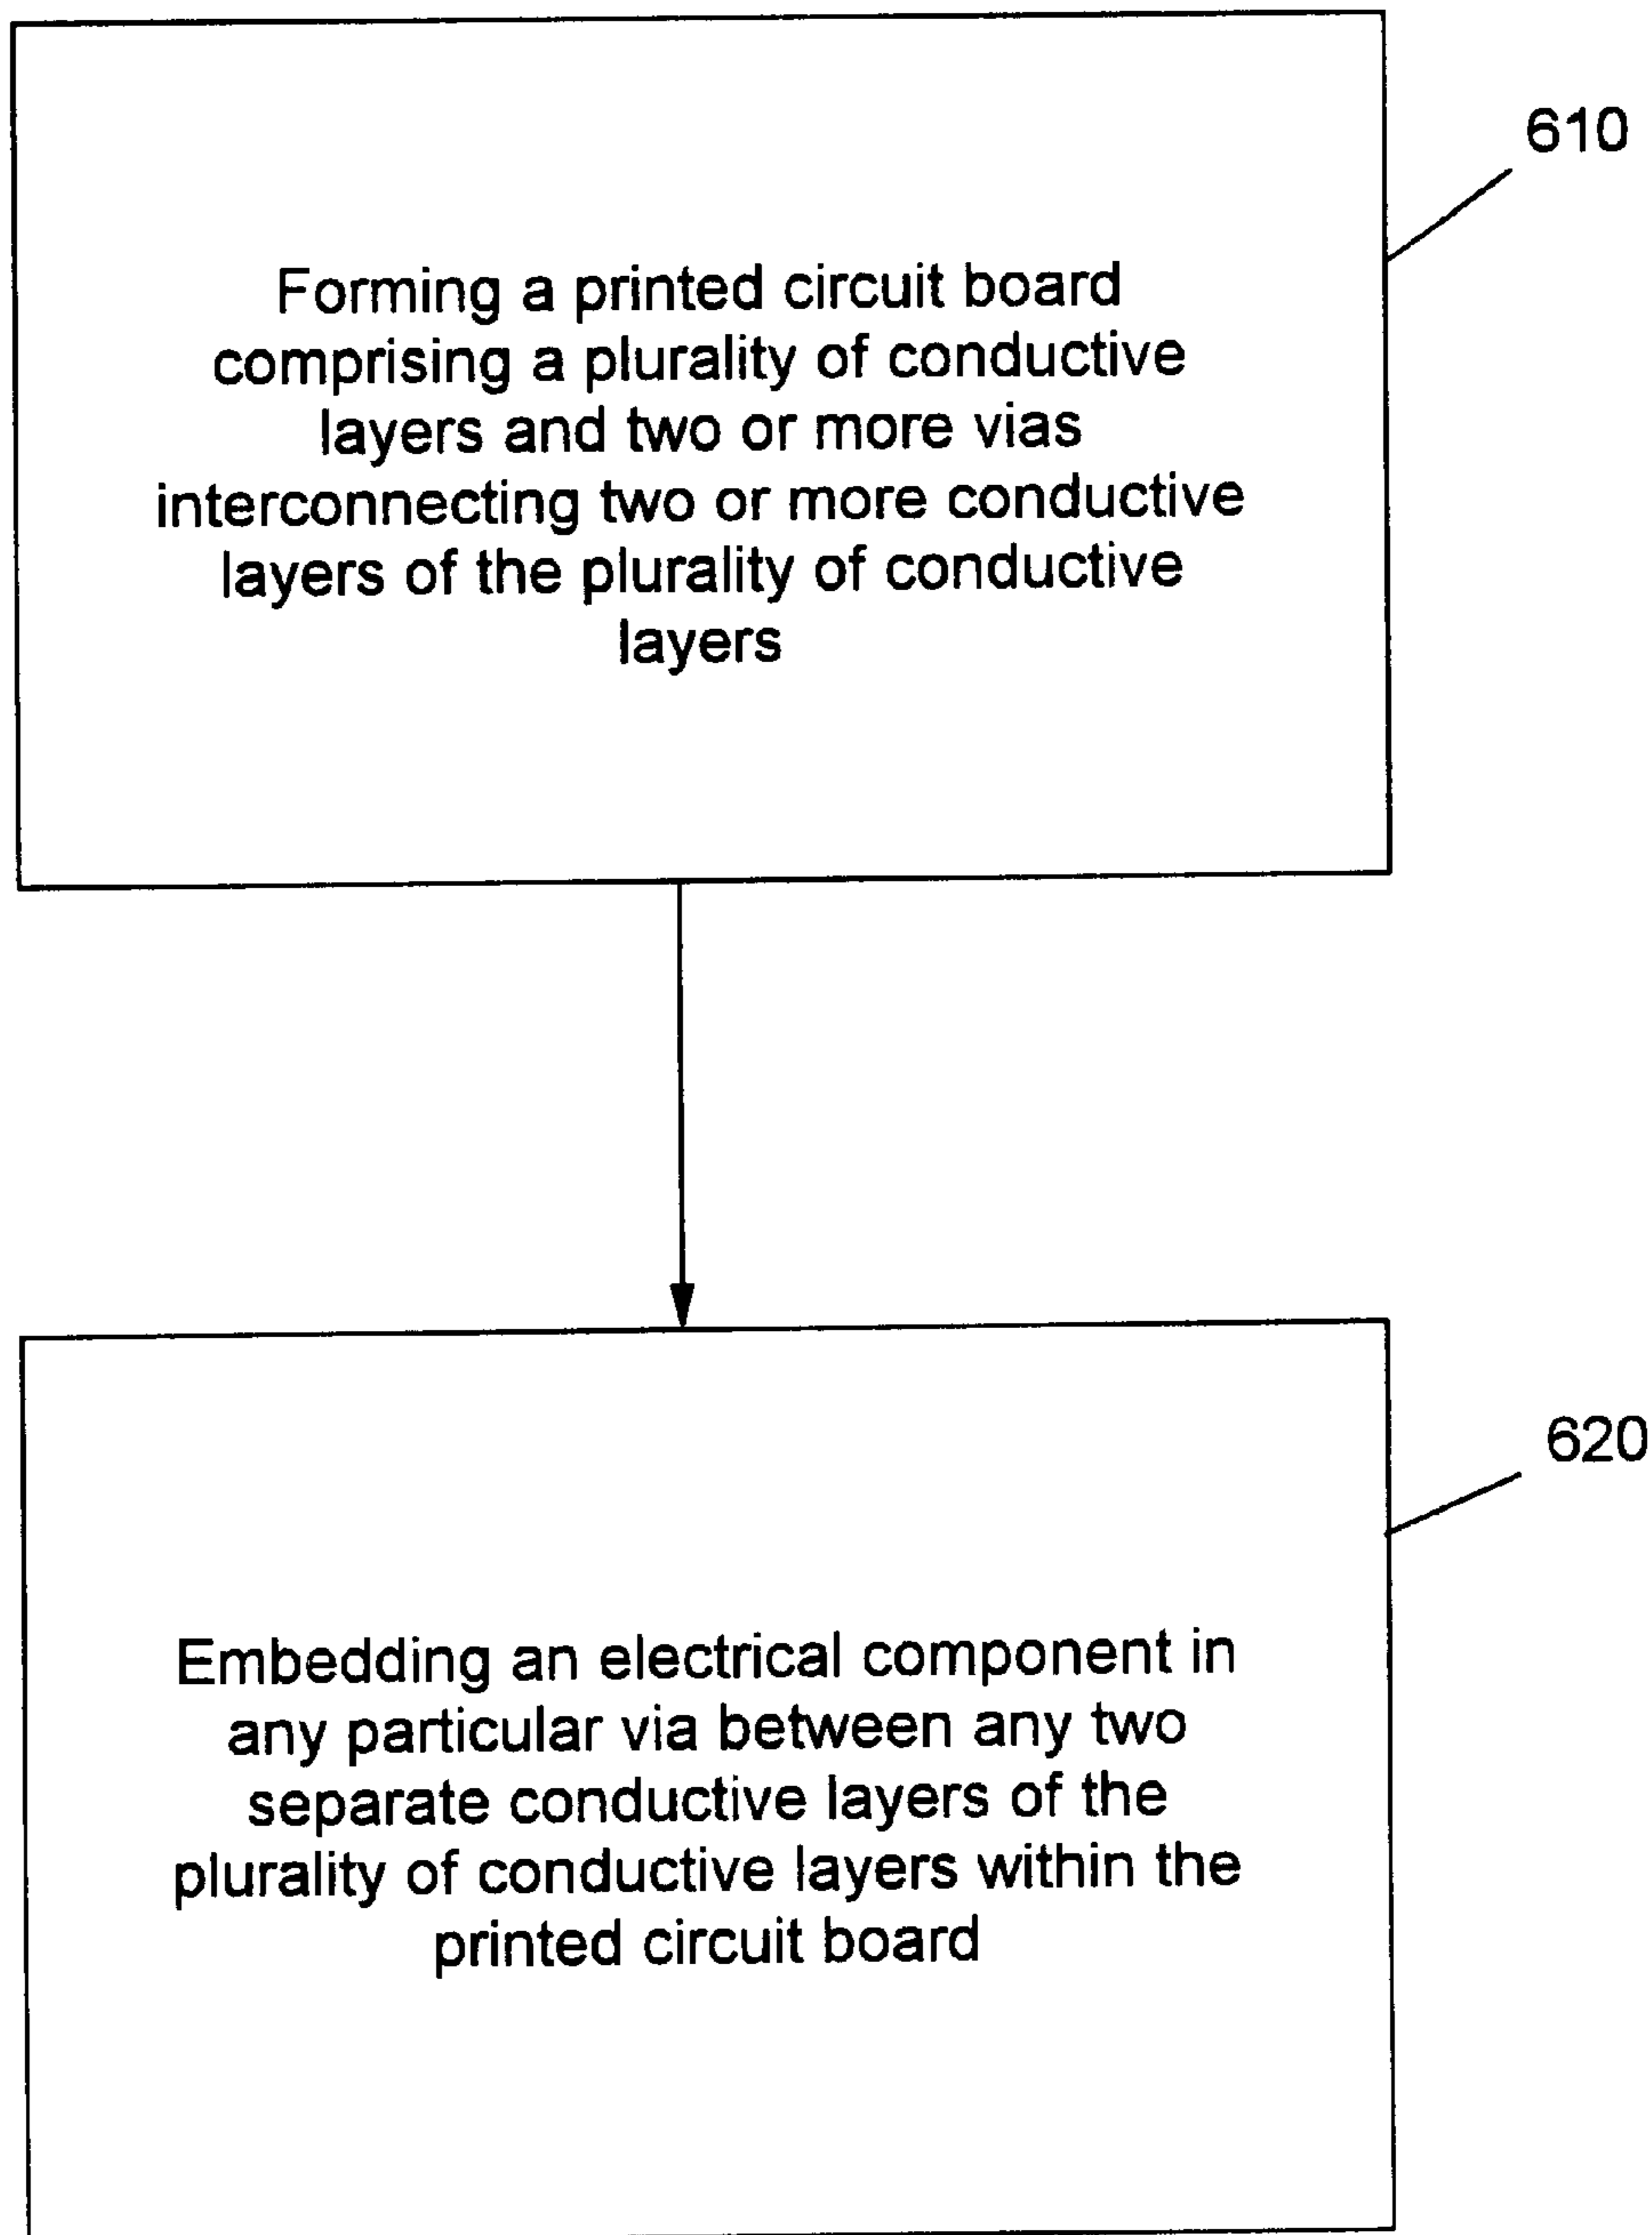 610
Forming a printed circuit board
comprising a plurality of conductive
layers and two or more vias
interconnecting two or more conductive
layers of the plurality of conductive
layers
620
Embedding an electrical component in
any particular via between any two
separate conductive layers of the
plurality of conductive layers within the
printed circuit board